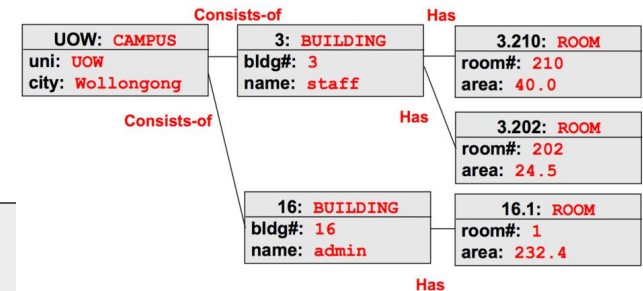 Consists-of
Has
UOW: CAMPUS
uni: UOW
city: Wollongong
3: BUILDING
bldg#: 3
name: staff
3.210: ROOM
room#: 210
area: 40.0
Consists-of
Has
3.202: ROOM
room#: 202
area: 24.5
16: BUILDING
bldg#: 16
name: admin
16.1: ROOM
room#: 1
area: 232.4
Has